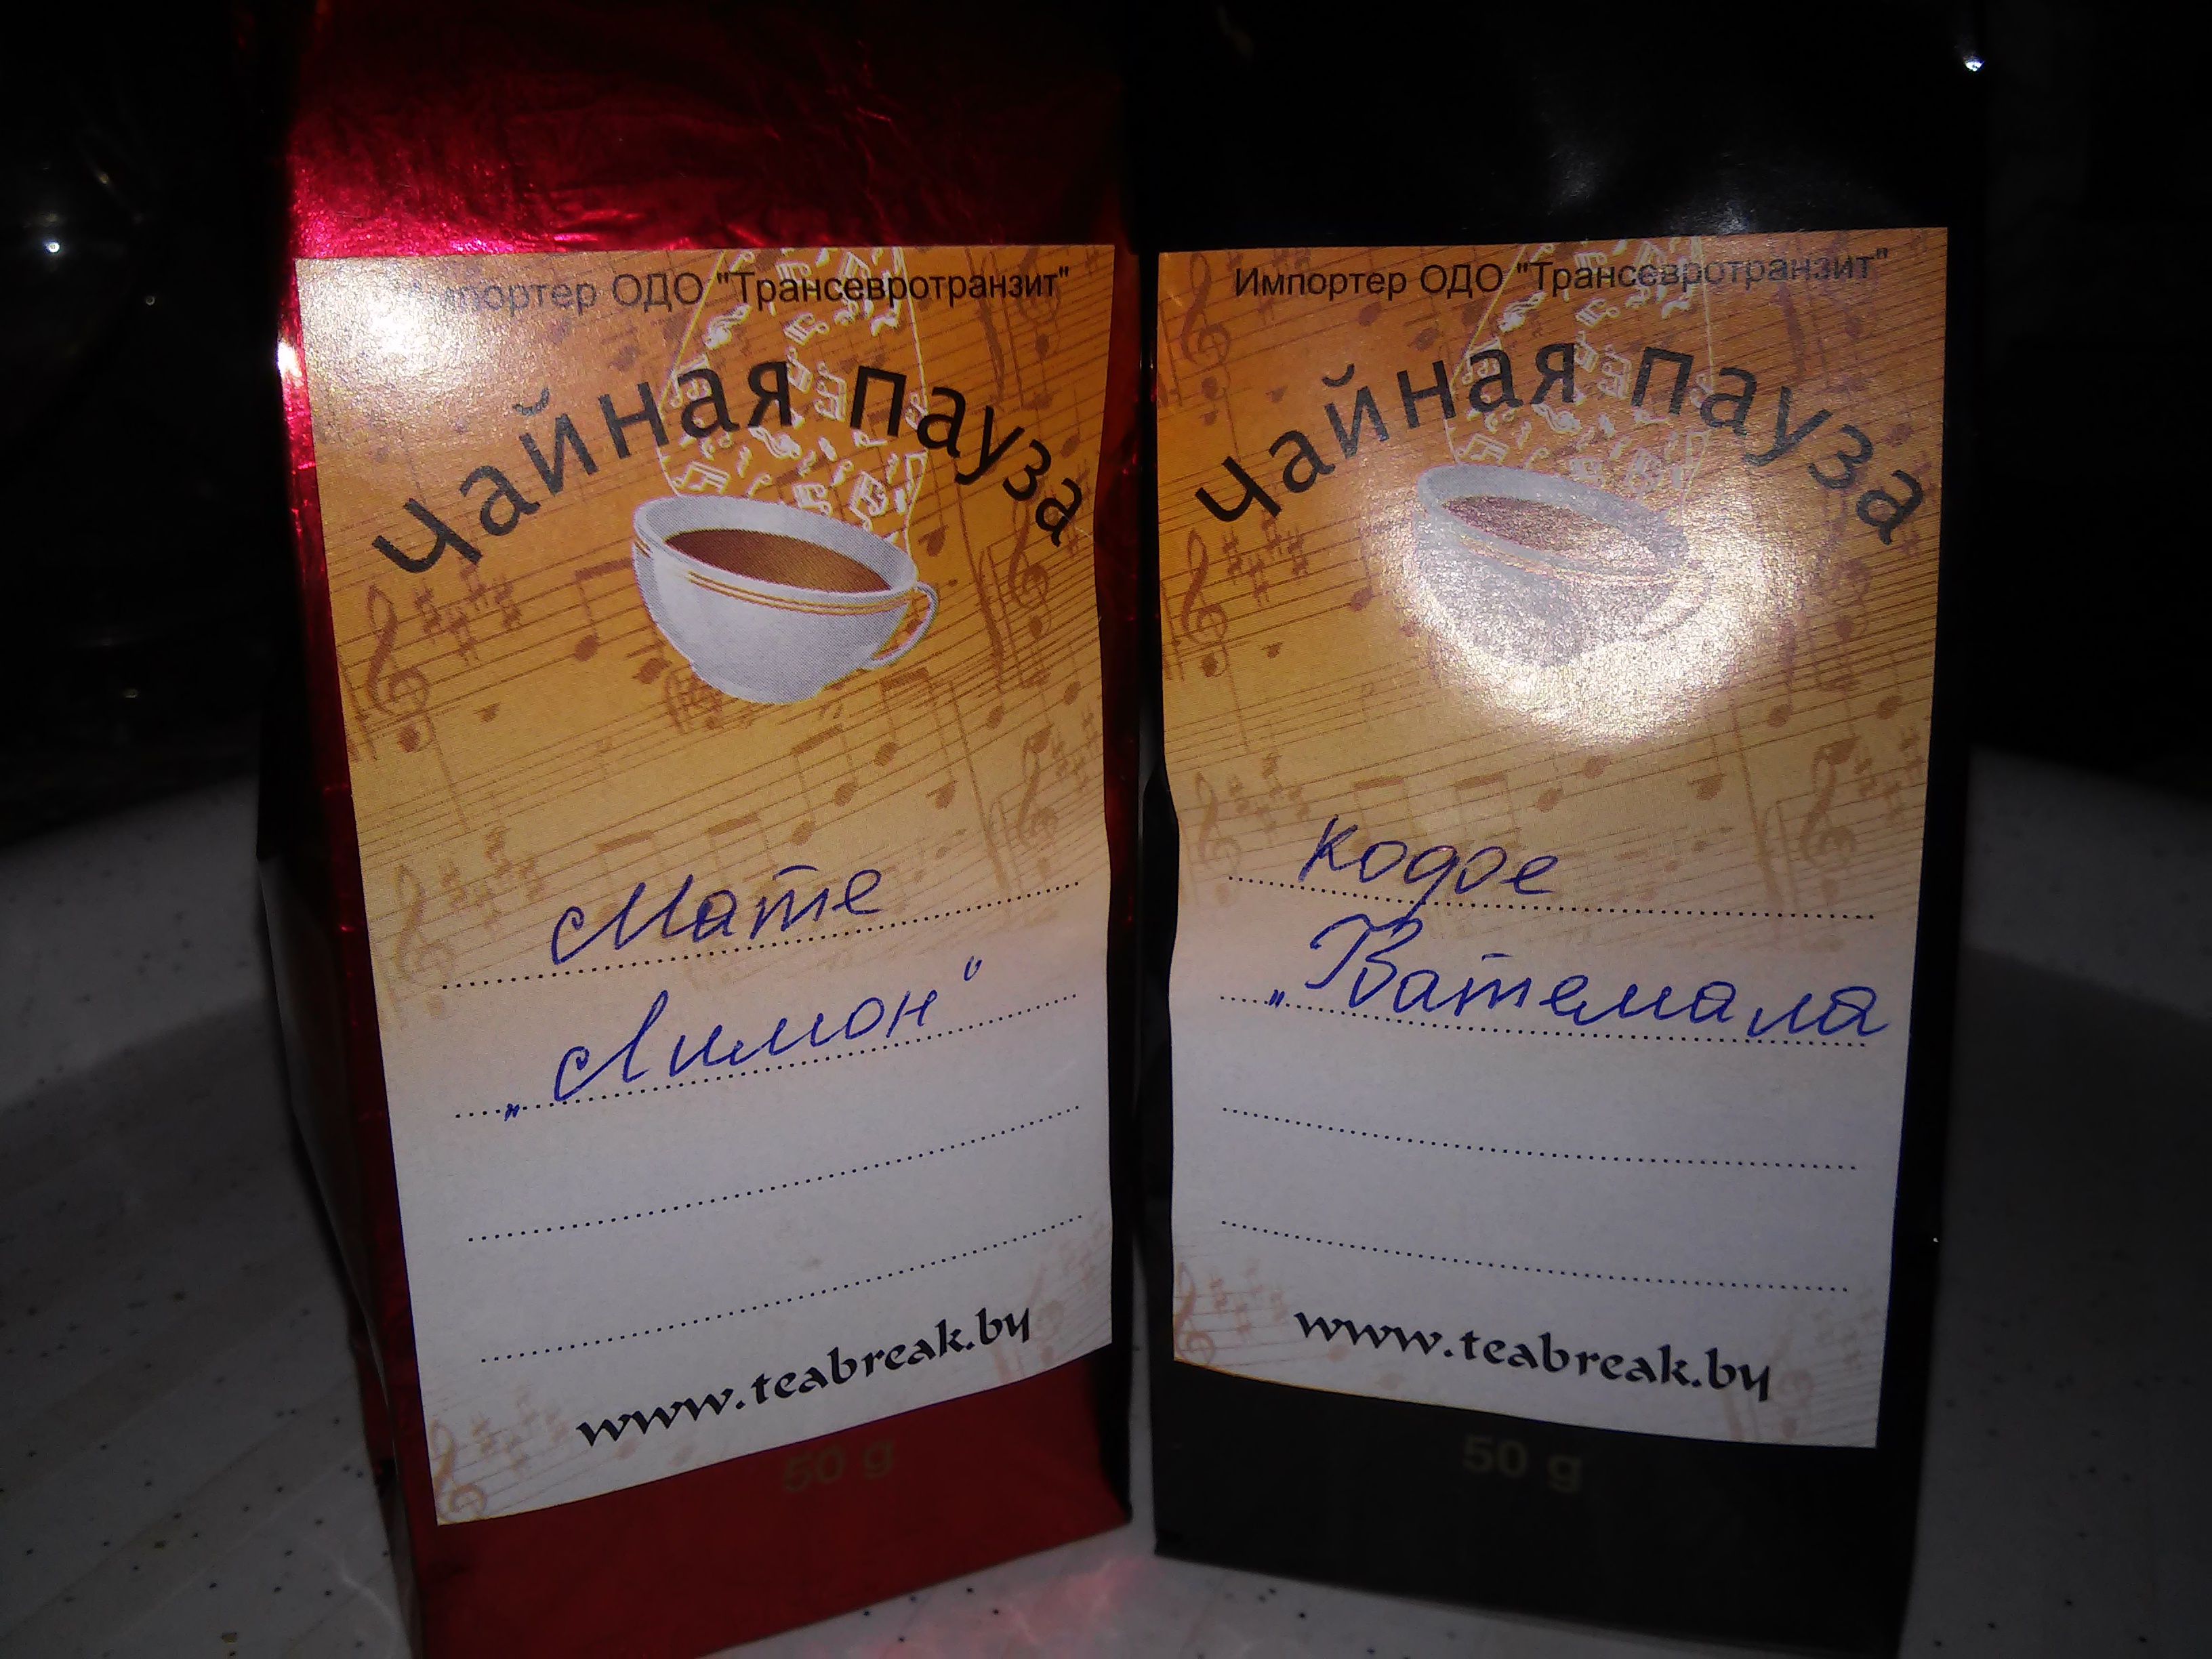 Импортер ОДО "Трансевротранзит"
Чайная пауза
Мате
„Лимон"
www.teabreak.by
50 g
Импортер ОДО "Трансевротранзит"
Чайная пауза
Кофе
„Гватемала
www.teabreak.by
50 g